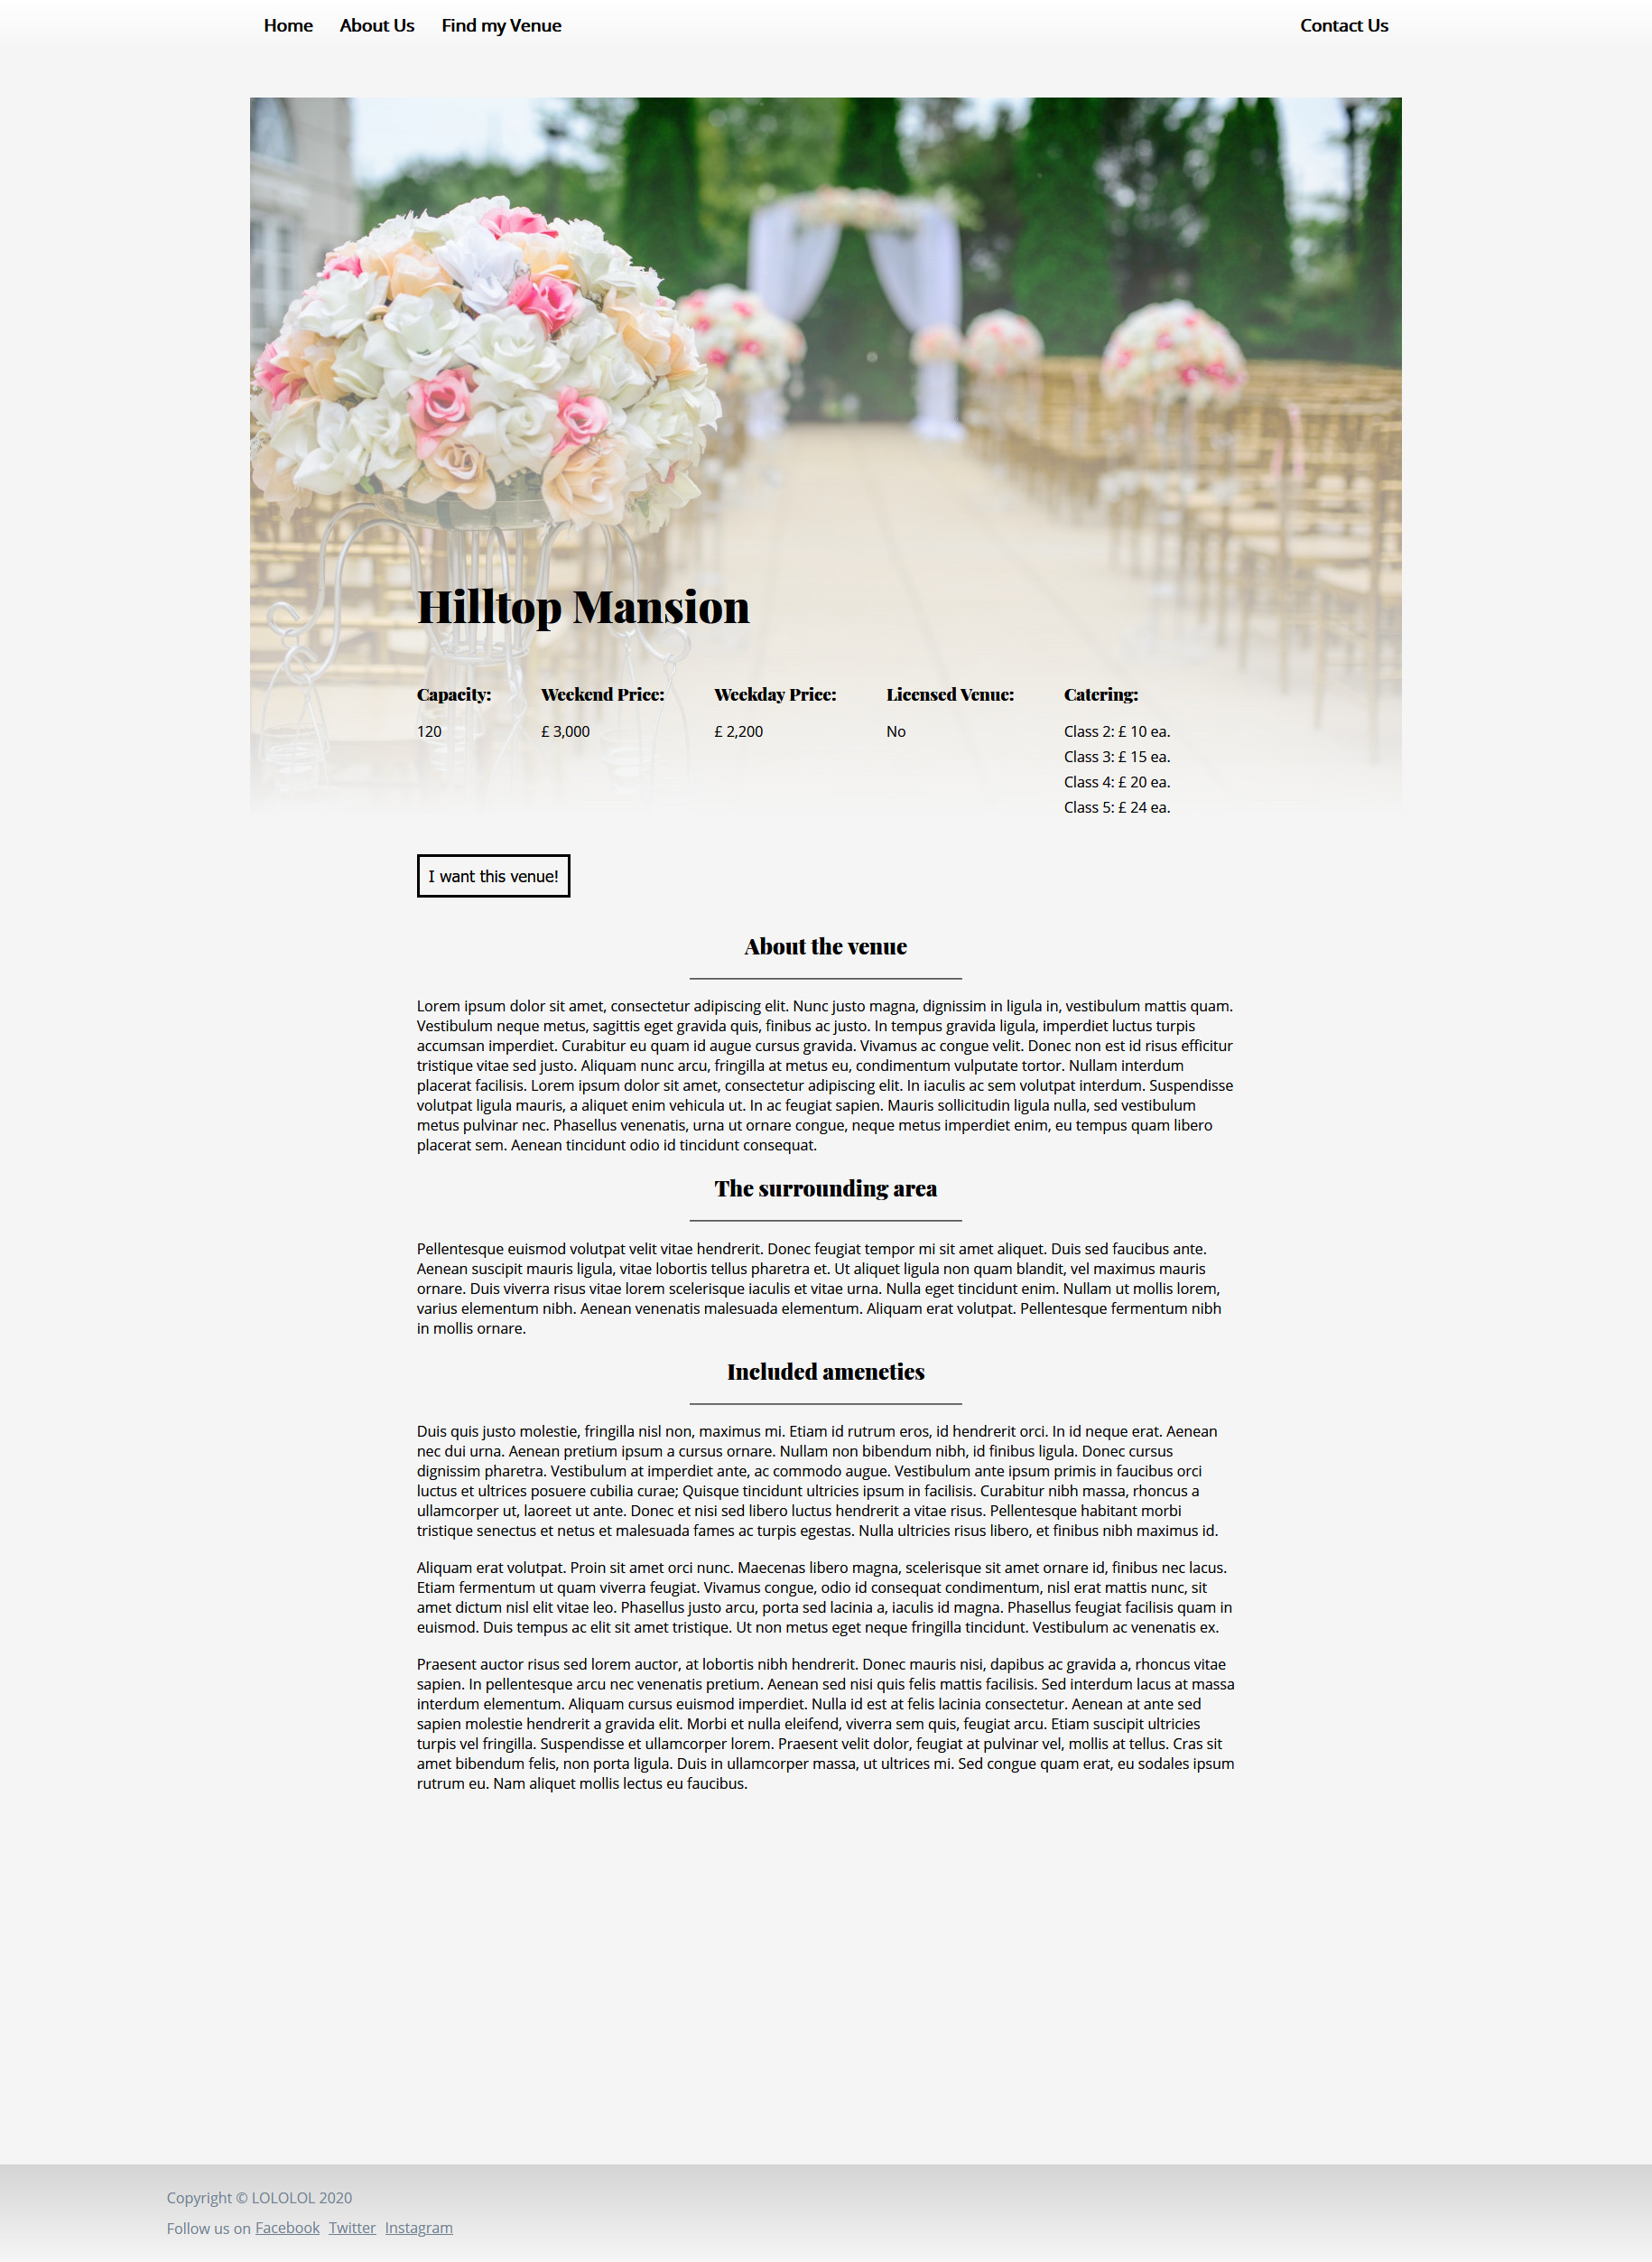 Home About Us Find my Venue Contact Us
Hilltop Mansion
Capacity: Weekend Price: Weekday Price: Licensed Venue: Catering:
120 £ 3,000 £ 2,200 No Class 2: £ 10 ea.
Class 3: £ 15 ea.
Class 4: £ 20 ea.
Class 5: £ 24 ea.
I want this venue!
About the venue
Lorem ipsum dolor sit amet, consectetur adipiscing elit. Nunc justo magna, dignissim in ligula in, vestibulum mattis quam.
Vestibulum neque metus, sagittis eget gravida quis, finibus ac justo. In tempus gravida ligula, imperdiet luctus turpis
accumsan imperdiet. Curabitur eu quam id augue cursus gravida. Vivamus ac congue velit. Donec non est id risus efficitur
tristique vitae sed justo. Aliquam nunc arcu, fringilla at metus eu, condimentum vulputate tortor. Nullam interdum
placerat facilisis. Lorem ipsum dolor sit amet, consectetur adipiscing elit. In iaculis ac sem volutpat interdum. Suspendisse
volutpat ligula mauris, a aliquet enim vehicula ut. In ac feugiat sapien. Mauris sollicitudin ligula nulla, sed vestibulum
metus pulvinar nec. Phasellus venenatis, urna ut ornare congue, neque metus imperdiet enim, eu tempus quam libero
placerat sem. Aenean tincidunt odio id tincidunt consequat.
The surrounding area
Pellentesque euismod volutpat velit vitae hendrerit. Donec feugiat tempor mi sit amet aliquet. Duis sed faucibus ante.
Aenean suscipit mauris ligula, vitae lobortis tellus pharetra et. Ut aliquet ligula non quam blandit, vel maximus mauris
ornare. Duis viverra risus vitae lorem scelerisque iaculis et vitae urna. Nulla eget tincidunt enim. Nullam ut mollis lorem,
varius elementum nibh. Aenean venenatis malesuada elementum. Aliquam erat volutpat. Pellentesque fermentum nibh
in mollis ornare.
Included ameneties
Duis quis justo molestie, fringilla nisl non, maximus mi. Etiam id rutrum eros, id hendrerit orci. In id neque erat. Aenean
nec dui urna. Aenean pretium ipsum a cursus ornare. Nullam non bibendum nibh, id finibus ligula. Donec cursus
dignissim pharetra. Vestibulum at imperdiet ante, ac commodo augue. Vestibulum ante ipsum primis in faucibus orci
luctus et ultrices posuere cubilia curae; Quisque tincidunt ultricies ipsum in facilisis. Curabitur nibh massa, rhoncus a
ullamcorper ut, laoreet ut ante. Donec et nisi sed libero luctus hendrerit a vitae risus. Pellentesque habitant morbi
tristique senectus et netus et malesuada fames ac turpis egestas. Nulla ultricies risus libero, et finibus nibh maximus id.
Aliquam erat volutpat. Proin sit amet orci nunc. Maecenas libero magna, scelerisque sit amet ornare id, finibus nec lacus.
Etiam fermentum ut quam viverra feugiat. Vivamus congue, odio id consequat condimentum, nisl erat mattis nunc, sit
amet dictum nisl elit vitae leo. Phasellus justo arcu, porta sed lacinia a, iaculis id magna. Phasellus feugiat facilisis quam in
euismod. Duis tempus ac elit sit amet tristique. Ut non metus eget neque fringilla tincidunt. Vestibulum ac venenatis ex.
Praesent auctor risus sed lorem auctor, at lobortis nibh hendrerit. Donec mauris nisi, dapibus ac gravida a, rhoncus vitae
sapien. In pellentesque arcu nec venenatis pretium. Aenean sed nisi quis felis mattis facilisis. Sed interdum lacus at massa
interdum elementum. Aliquam cursus euismod imperdiet. Nulla id est at felis lacinia consectetur. Aenean at ante sed
sapien molestie hendrerit a gravida elit. Morbi et nulla eleifend, viverra sem quis, feugiat arcu. Etiam suscipit ultricies
turpis vel fringilla. Suspendisse et ullamcorper lorem. Praesent velit dolor, feugiat at pulvinar vel, mollis at tellus. Cras sit
amet bibendum felis, non porta ligula. Duis in ullamcorper massa, ut ultrices mi. Sed congue quam erat, eu sodales ipsum
rutrum eu. Nam aliquet mollis lectus eu faucibus.
Copyright © LOLOLOL 2020
Follow us on Facebook Twitter Instagram